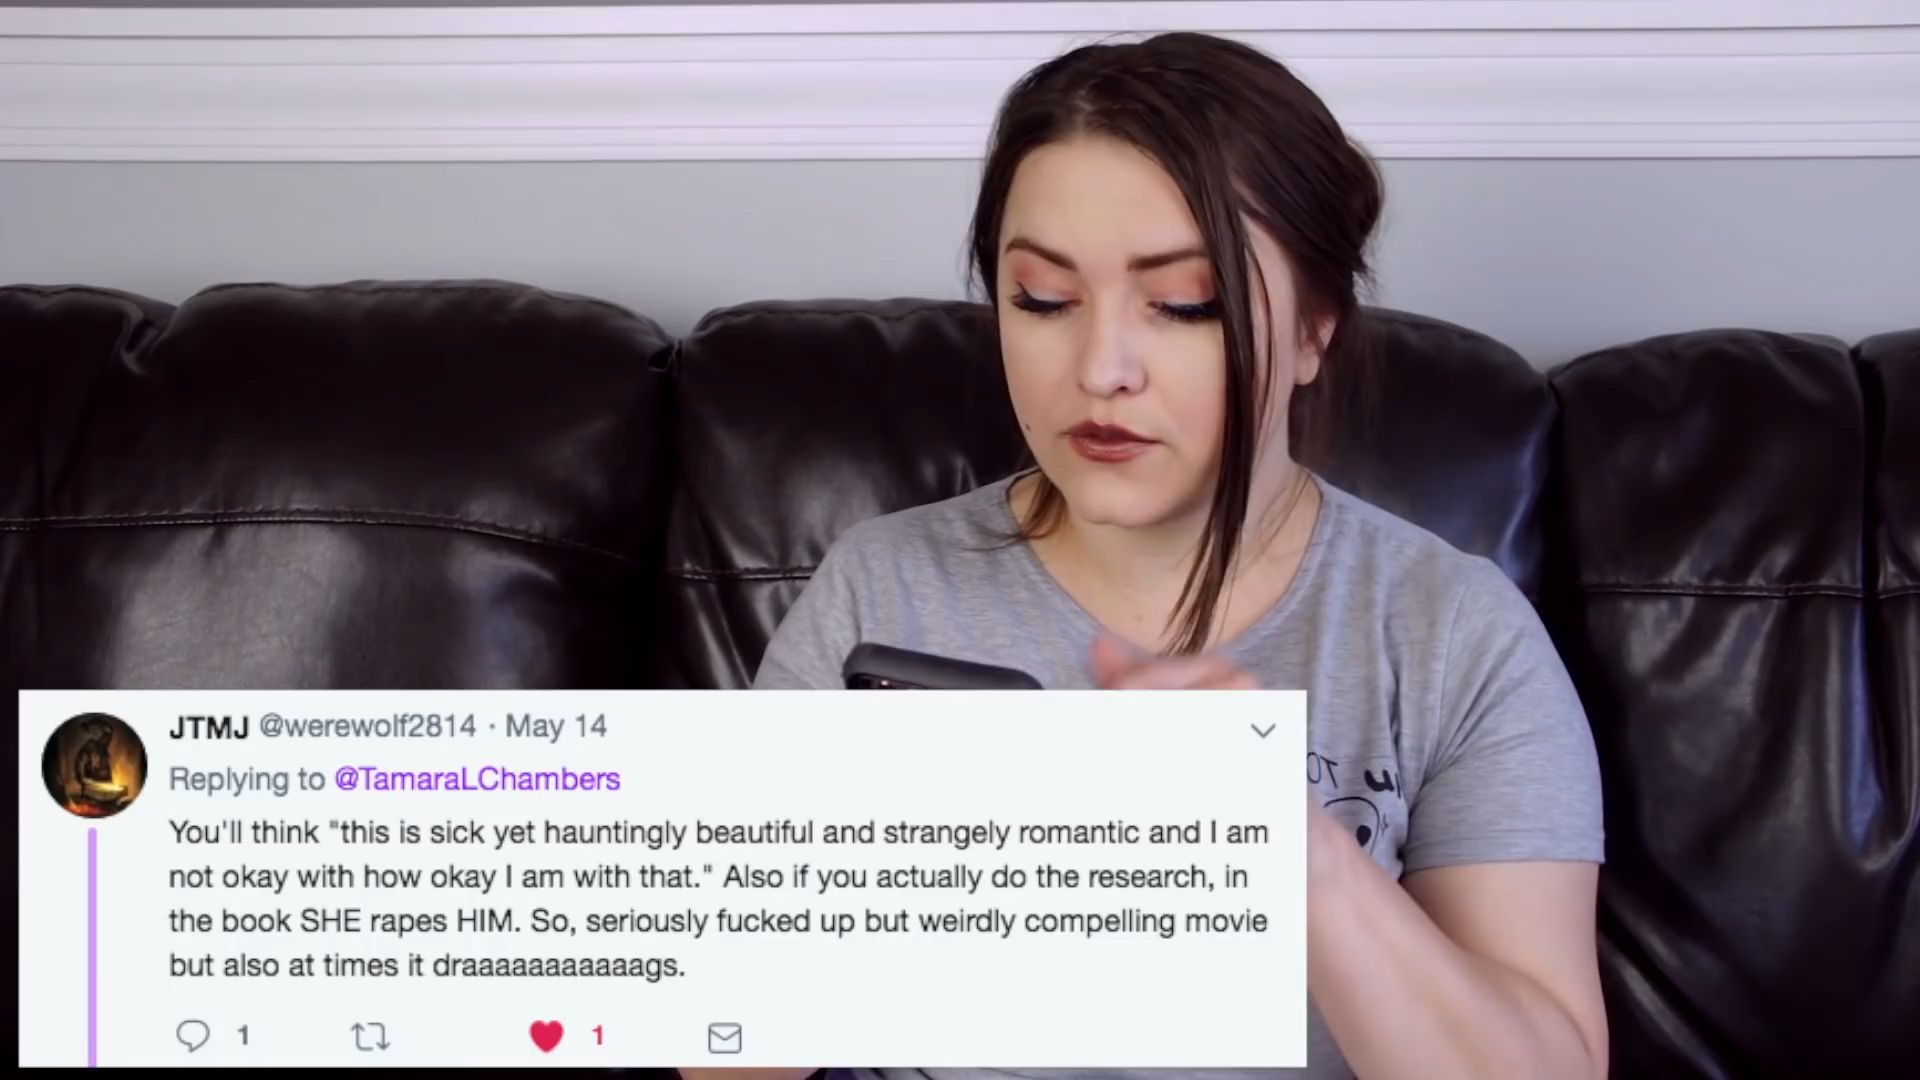 JTMJ @werewolf2814 · May 14
Replying to @TamaraLChambers
You'll think "this is sick yet hauntingly beautiful and strangely romantic and I am
not okay with how okay I am with that." Also if you actually do the research, in
the book SHE rapes HIM. So, seriously fucked up but weirdly compelling movie
but also at times it draaaaaaaaaaags.
1
1